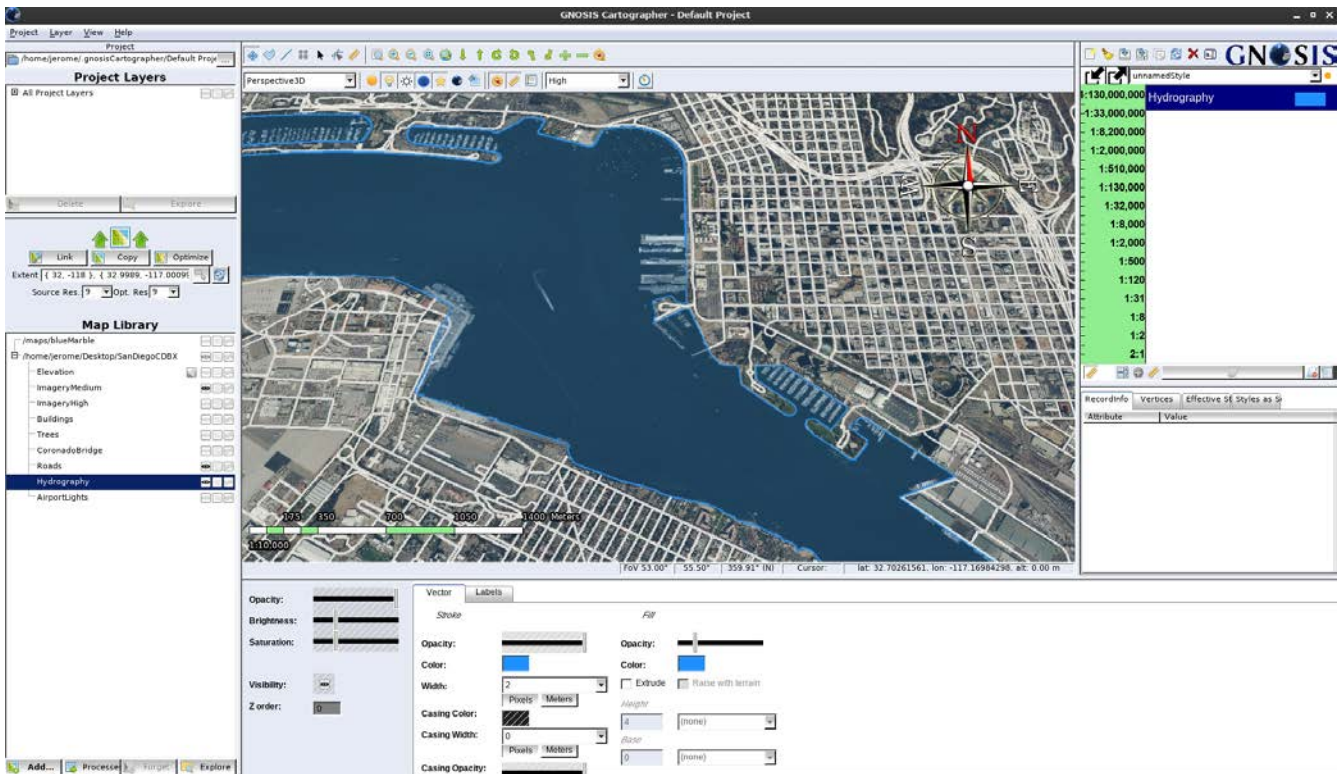 GNOSIS Cartographer - Default Project
Project Layer View Help
Project
/home/jerome/.gnosisCartographer/Default Proje
...
Project Layers
All Project Layers
Delete
Link Copy Optimize
Extent { 32, -118 }, { 32.9989, -117.0009
Source Res. 9 Opt. Res 9
Map Library
/maps/blueMarble
/home/jerome/Desktop/SanDiegoCDBX
Elevation
ImageryMedium
ImageryHigh
Buildings
Trees
CoronadoBridge
Roads
Hydrography
AirportLights
Add... Processes Forget Explore
Perspective3D
High
N
E
S
W
175 350 700 1050 1400 Meters
1:10,000
FoV 53.00° 55.50° 359.91° (N) Cursor: lat: 32.70261561, lon: -117.16984298, alt: 0.00 m
GNOSIS
unnamedStyle
1:130,000,000
1:33,000,000
1:8,200,000
1:2,000,000
1:510,000
1:130,000
1:32,000
1:8,000
1:2,000
1:500
1:120
1:31
1:8
1:2
2:1
Hydrography
RecordInfo Vertices Effective St Styles as S
Attribute Value
Opacity:
Brightness:
Saturation:
Visibility:
Z order: 0
Vector Labels
Stroke
Opacity:
Color:
Width: 2
Pixels Meters
Casing Color:
Casing Width: 0
Pixels Meters
Casing Opacity:
Fill
Opacity:
Color:
Extrude Raise with terrain
Height
4 (none)
Base
0 (none)